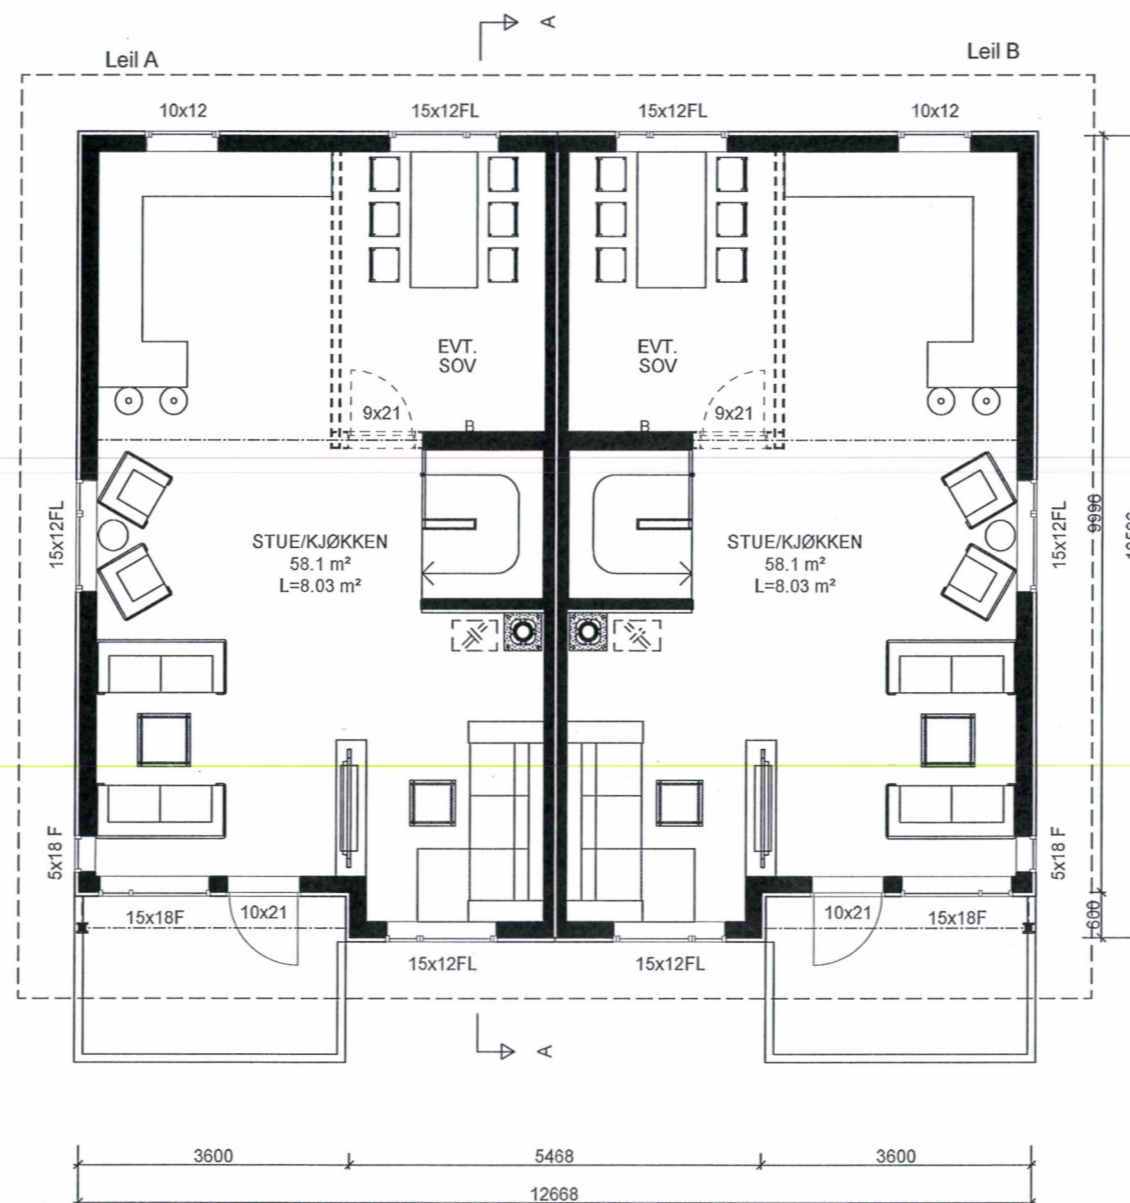 A
Leil A
Leil B
10x12
15x12FL
15x12FL
10x12
EVT.
SOV
EVT.
SOV
9x21
9x21
B
B
15x12FL
STUE/KJØKKEN
58.1 m²
L=8.03 m²
STUE/KJØKKEN
58.1 m²
L=8.03 m²
15x12FL
9996
5x18 F
5x18 F
15x18F
10x21
10x21
15x18F
600
15x12FL
15x12FL
A
3600
5468
3600
12668